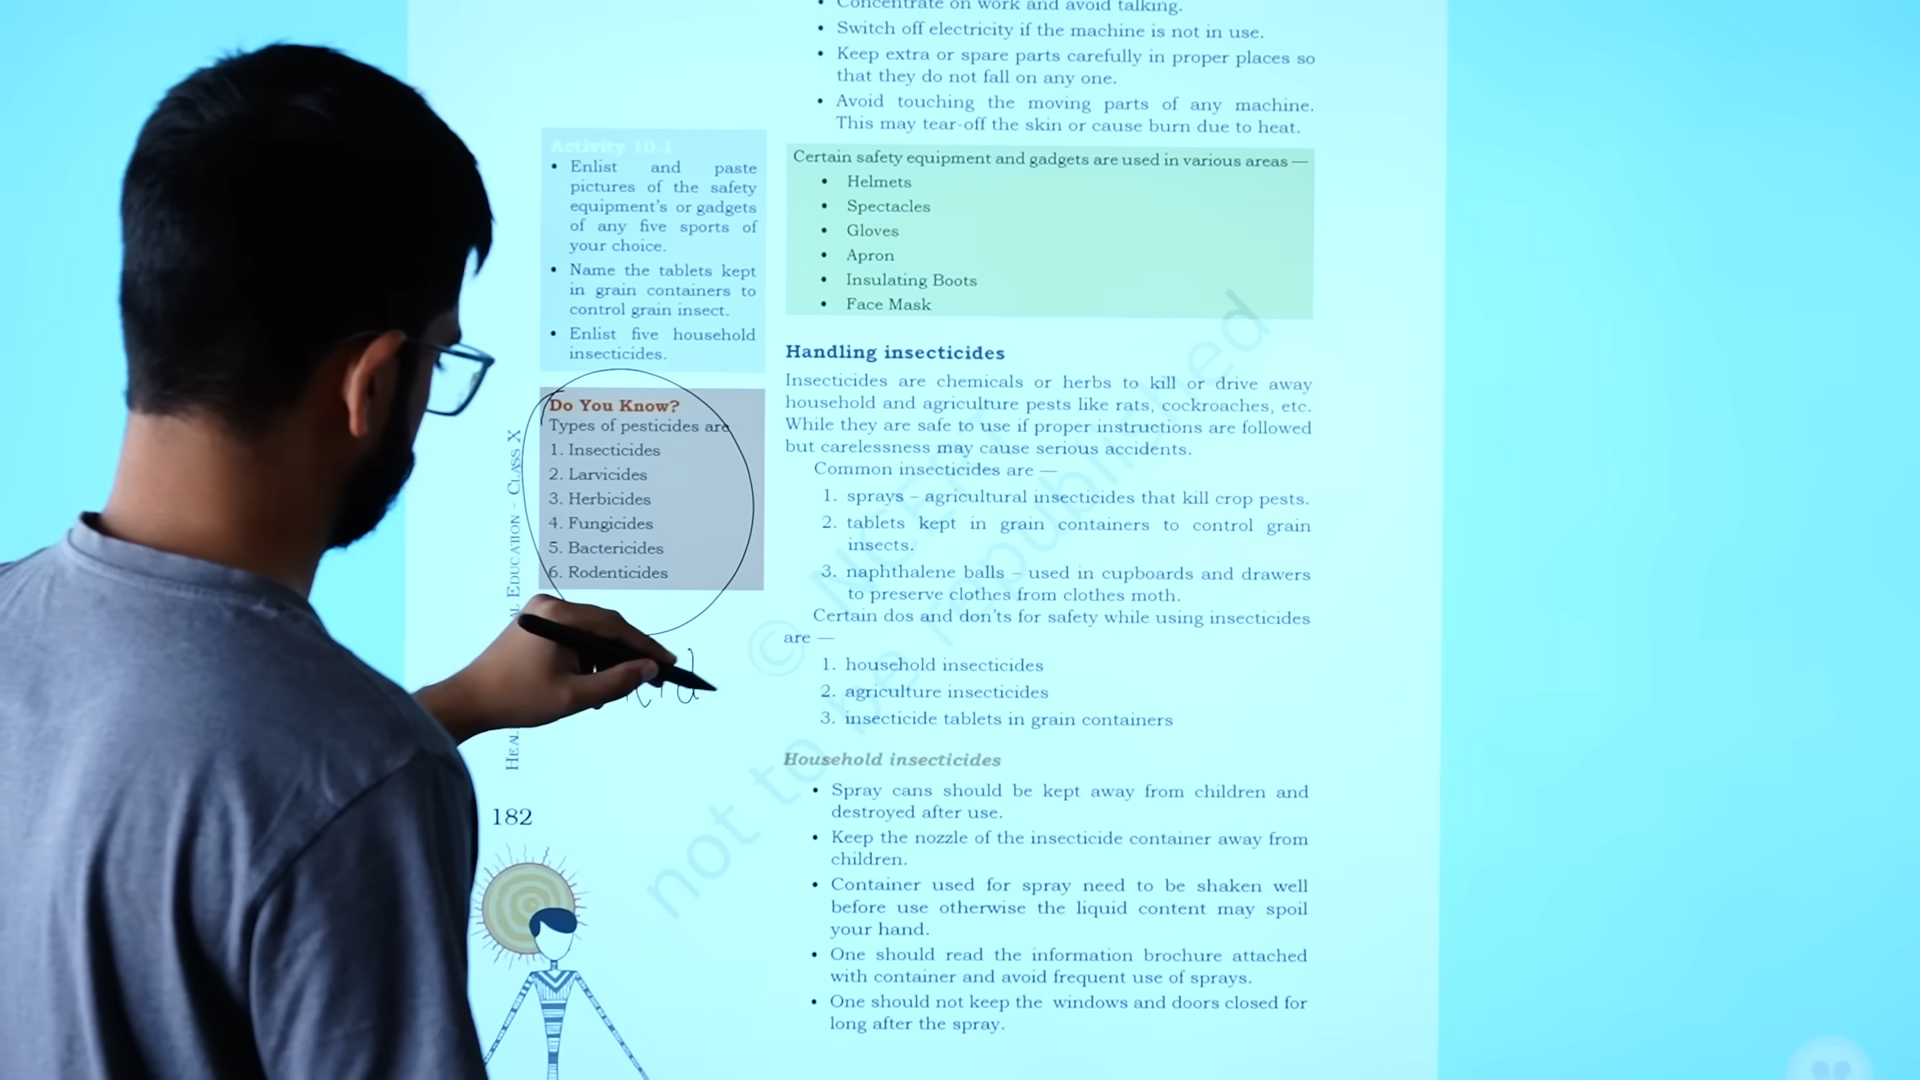 Concentrate on work and avoid talking.
• Switch off electricity if the machine is not in use.
• Keep extra or spare parts carefully in proper places so
that they do not fall on any one.
• Avoid touching the moving parts of any machine.
This may tear-off the skin or cause burn due to heat.
Activity 10.1
• Enlist and paste
pictures of the safety
equipment's or gadgets
of any five sports of
your choice.
• Name the tablets kept
in grain containers to
control grain insect.
• Enlist five household
insecticides.
Do You Know?
Types of pesticides are
1. Insecticides
2. Larvicides
3. Herbicides
4. Fungicides
5. Bactericides
6. Rodenticides
Education - Class X
182
Certain safety equipment and gadgets are used in various areas —
• Helmets
• Spectacles
• Gloves
• Apron
• Insulating Boots
• Face Mask
Handling insecticides
Insecticides are chemicals or herbs to kill or drive away
household and agriculture pests like rats, cockroaches, etc.
While they are safe to use if proper instructions are followed
but carelessness may cause serious accidents.
Common insecticides are —
1. sprays – agricultural insecticides that kill crop pests.
2. tablets kept in grain containers to control grain
insects.
3. naphthalene balls – used in cupboards and drawers
to preserve clothes from clothes moth.
Certain dos and don'ts for safety while using insecticides
are —
1. household insecticides
2. agriculture insecticides
3. insecticide tablets in grain containers
Household insecticides
• Spray cans should be kept away from children and
destroyed after use.
• Keep the nozzle of the insecticide container away from
children.
• Container used for spray need to be shaken well
before use otherwise the liquid content may spoil
your hand.
• One should read the information brochure attached
with container and avoid frequent use of sprays.
• One should not keep the windows and doors closed for
long after the spray.
© NCERT
not to be republished